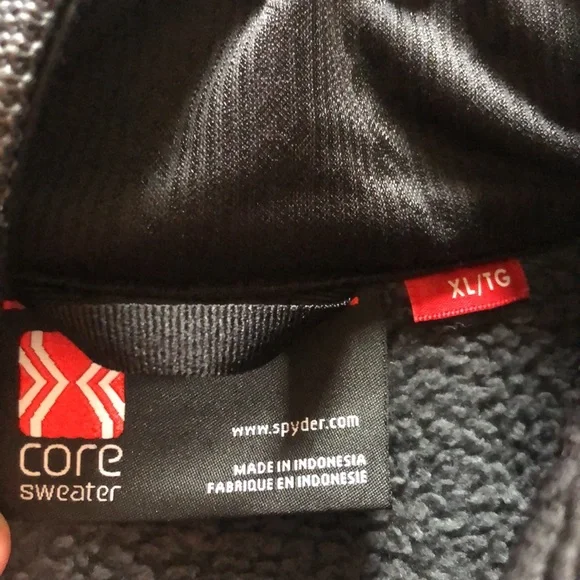 XL/TG
core
sweater
www.spyder.com
MADE IN INDONESIA
FABRIQUE EN INDONESIE